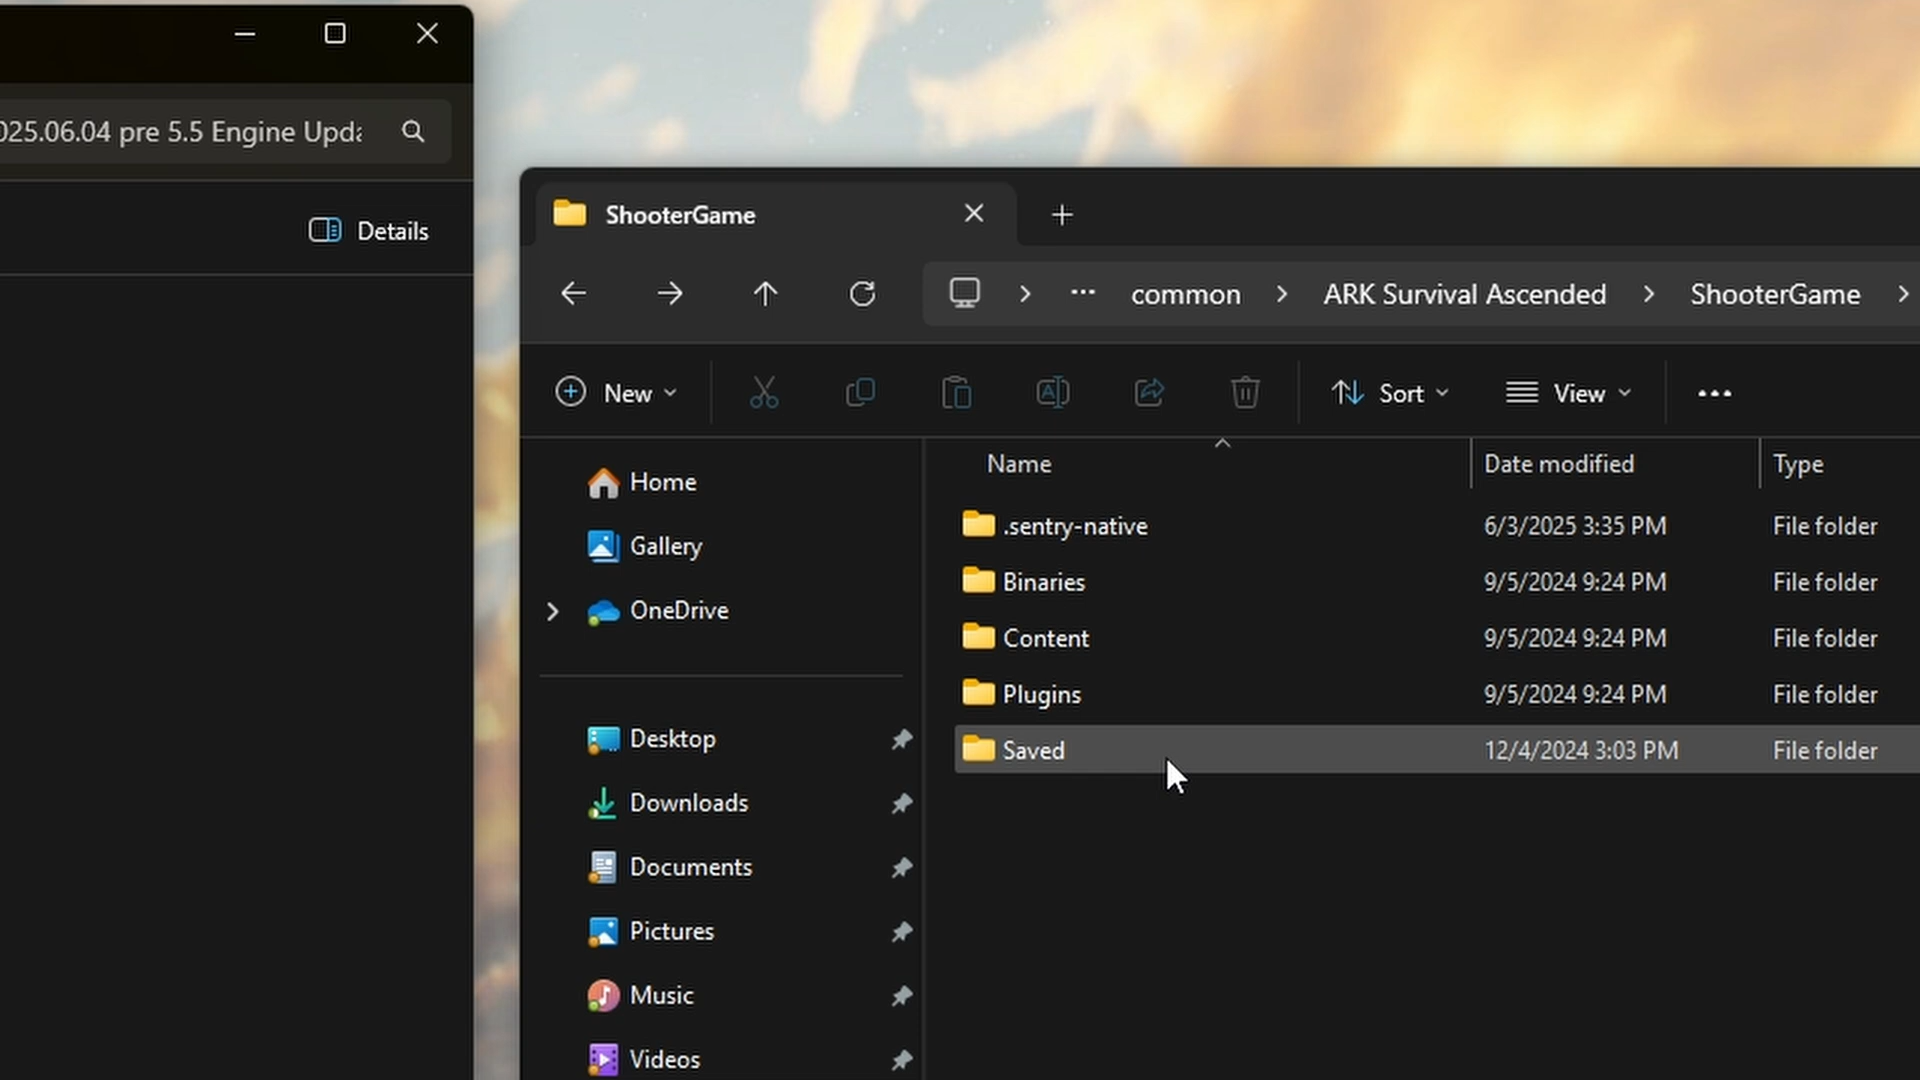 025.06.04 pre 5.5 Engine Upda
Details
ShooterGame
... common > ARK Survival Ascended > ShooterGame >
New Sort View
Name Date modified Type
Home
Gallery
OneDrive
Desktop
Downloads
Documents
Pictures
Music
Videos
.sentry-native 6/3/2025 3:35 PM File folder
Binaries 9/5/2024 9:24 PM File folder
Content 9/5/2024 9:24 PM File folder
Plugins 9/5/2024 9:24 PM File folder
Saved 12/4/2024 3:03 PM File folder